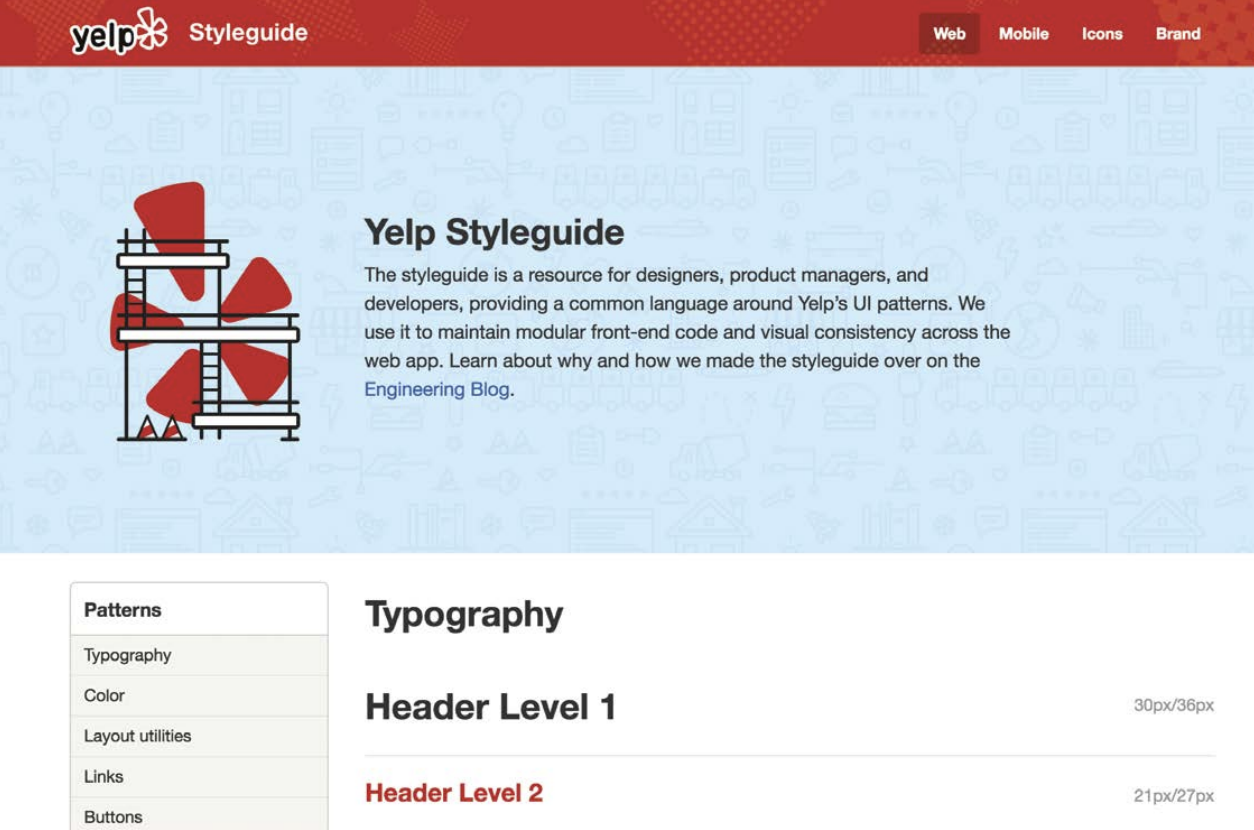 yelp Styleguide
Web Mobile Icons Brand
Yelp Styleguide
The styleguide is a resource for designers, product managers, and
developers, providing a common language around Yelp's UI patterns. We
use it to maintain modular front-end code and visual consistency across the
web app. Learn about why and how we made the styleguide over on the
Engineering Blog.
Patterns
Typography
Color
Layout utilities
Links
Buttons
Typography
Header Level 1 30px/36px
Header Level 2 21px/27px